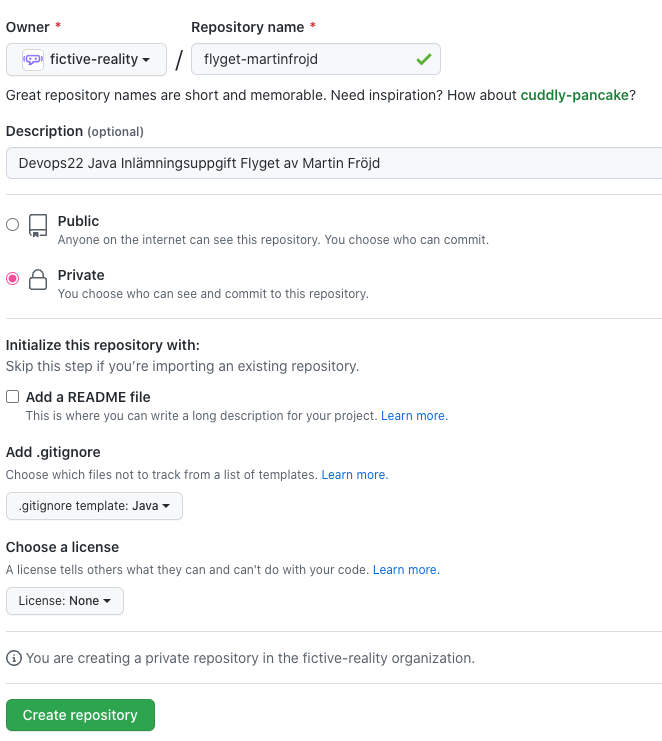 Owner * Repository name *
fictive-reality / flyget-martinfrojd
Great repository names are short and memorable. Need inspiration? How about cuddly-pancake?
Description (optional)
Devops22 Java Inlämningsuppgift Flyget av Martin Fröjd
Public
Anyone on the internet can see this repository. You choose who can commit.
Private
You choose who can see and commit to this repository.
Initialize this repository with:
Skip this step if you’re importing an existing repository.
Add a README file
This is where you can write a long description for your project. Learn more.
Add .gitignore
Choose which files not to track from a list of templates. Learn more.
.gitignore template: Java
Choose a license
A license tells others what they can and can't do with your code. Learn more.
License: None
You are creating a private repository in the fictive-reality organization.
Create repository